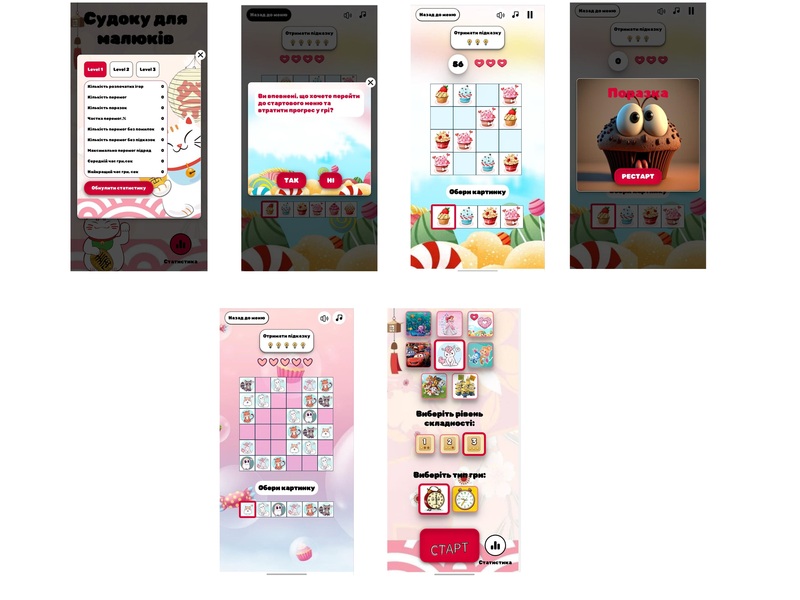 Судоку для
малюків
Level 1
Level 2
Level 3
Кількість розпочатих ігор 0
Кількість перемог 0
Кількість поразок 0
Частка перемог,% 0
Кількість перемог без помилок 0
Кількість перемог без підказок 0
Максимально перемог підряд 0
Середній час гри,сек 0
Найкращий час гри, сек 0
Обнулити статистику
Статистика
Назад до меню
Отримати підказку
Ви впевнені, що хочете перейти
до стартового меню та
втратити прогрес у грі?
ТАК
НІ
Назад до меню
Отримати підказку
56
Обери картинку
Назад до меню
Отримати підказку
0
Поразка
РЕСТАРТ
Назад до меню
Отримати підказку
Обери картинку
Виберіть рівень
складності:
1
2
3
Виберіть тип гри:
СТАРТ
Статистика